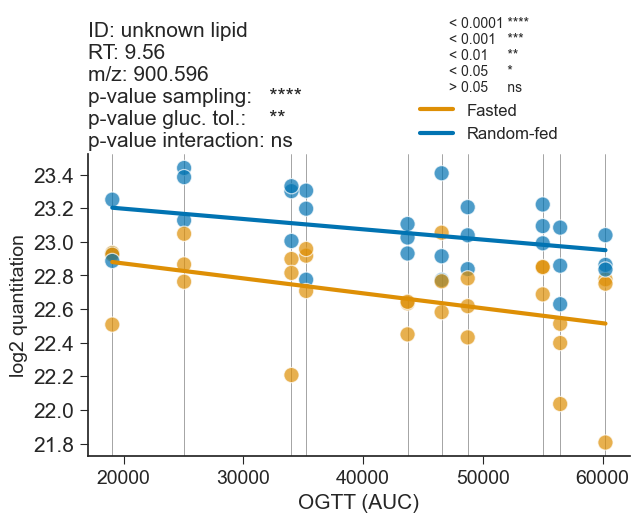 ID: unknown lipid
RT: 9.56
m/z: 900.596
p-value sampling: ****
p-value gluc. tol.: **
p-value interaction: ns
< 0.0001 ****
< 0.001 ***
< 0.01 **
< 0.05 *
> 0.05 ns
Fasted
Random-fed
23.4
23.2
23.0
22.8
22.6
22.4
22.2
22.0
21.8
log2 quantitation
20000 30000 40000 50000 60000
OGTT (AUC)